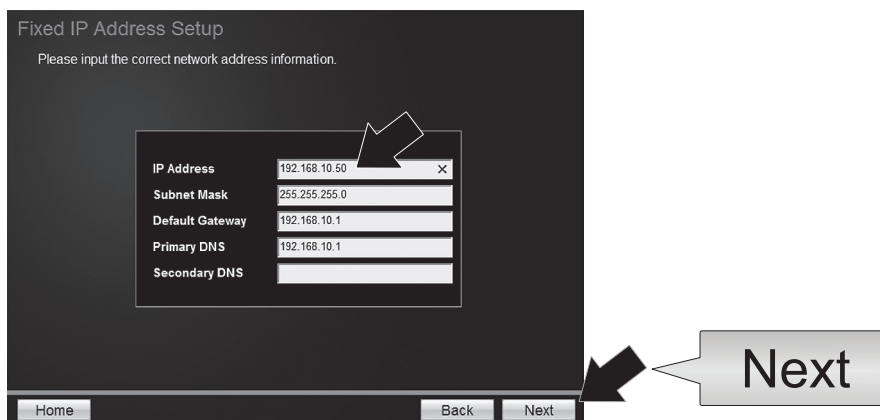 Fixed IP Address Setup
Please input the correct network address information.
IP Address 192.168.10.50 ×
Subnet Mask 255.255.255.0
Default Gateway 192.168.10.1
Primary DNS 192.168.10.1
Secondary DNS
Home Back Next
Next